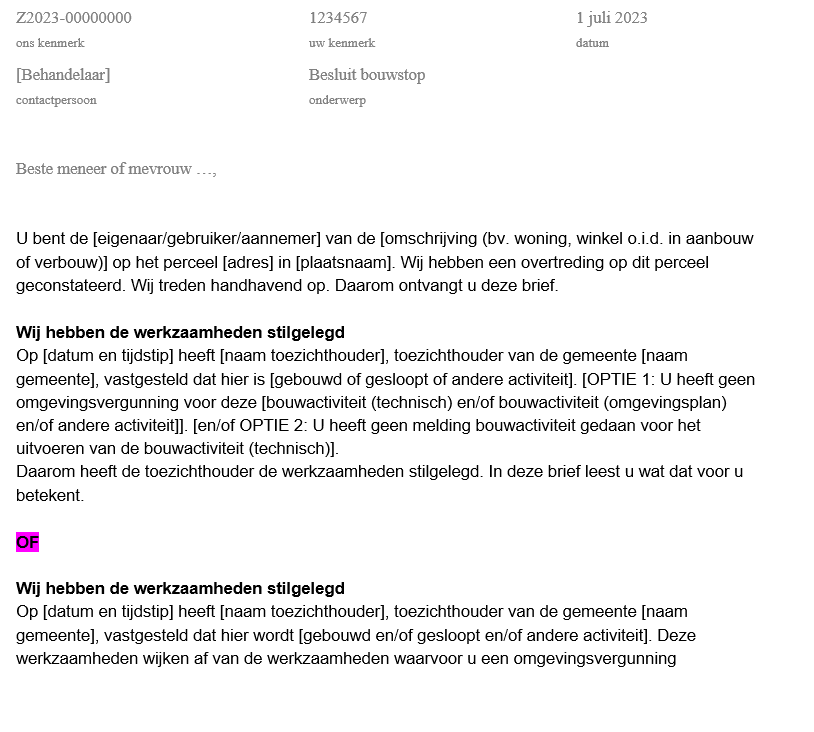 Z2023-00000000 1234567 1 juli 2023
ons kenmerk uw kenmerk datum
[Behandelaar] Besluit bouwstop
contactpersoon onderwerp
Beste meneer of mevrouw …,
U bent de [eigenaar/gebruiker/aannemer] van de [omschrijving (bv. woning, winkel o.i.d. in aanbouw
of verbouw)] op het perceel [adres] in [plaatsnaam]. Wij hebben een overtreding op dit perceel
geconstateerd. Wij treden handhavend op. Daarom ontvangt u deze brief.
Wij hebben de werkzaamheden stilgelegd
Op [datum en tijdstip] heeft [naam toezichthouder], toezichthouder van de gemeente [naam
gemeente], vastgesteld dat hier is [gebouwd of gesloopt of andere activiteit]. [OPTIE 1: U heeft geen
omgevingsvergunning voor deze [bouwactiviteit (technisch) en/of bouwactiviteit (omgevingsplan)
en/of andere activiteit]]. [en/of OPTIE 2: U heeft geen melding bouwactiviteit gedaan voor het
uitvoeren van de bouwactiviteit (technisch)].
Daarom heeft de toezichthouder de werkzaamheden stilgelegd. In deze brief leest u wat dat voor u
betekent.
OF
Wij hebben de werkzaamheden stilgelegd
Op [datum en tijdstip] heeft [naam toezichthouder], toezichthouder van de gemeente [naam
gemeente], vastgesteld dat hier wordt [gebouwd en/of gesloopt en/of andere activiteit]. Deze
werkzaamheden wijken af van de werkzaamheden waarvoor u een omgevingsvergunning